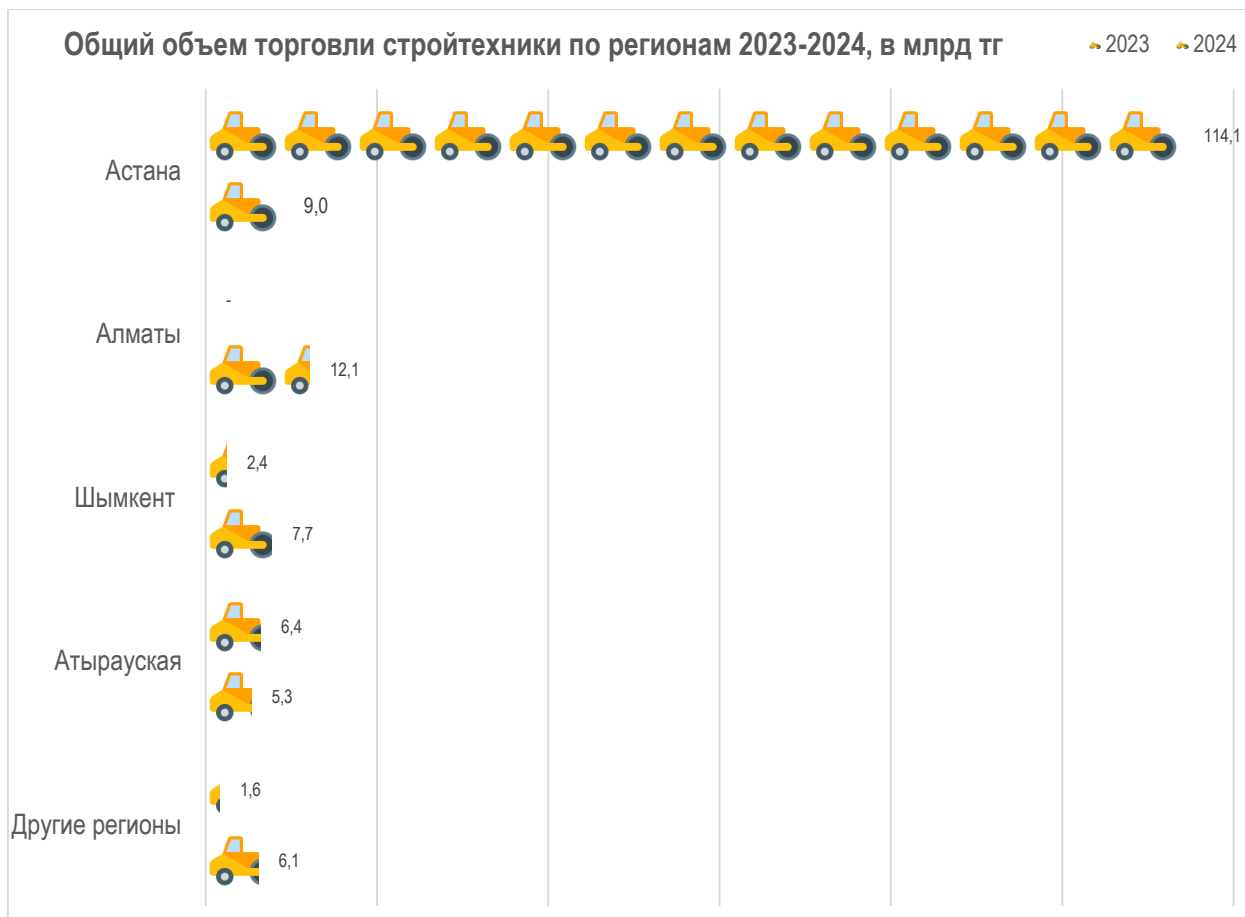 Общий объем торговли стройтехники по регионам 2023-2024, в млрд тг
2023 2024
Астана
114,1
9,0
Алматы
-
12,1
Шымкент
2,4
7,7
Атырауская
6,4
5,3
Другие регионы
1,6
6,1